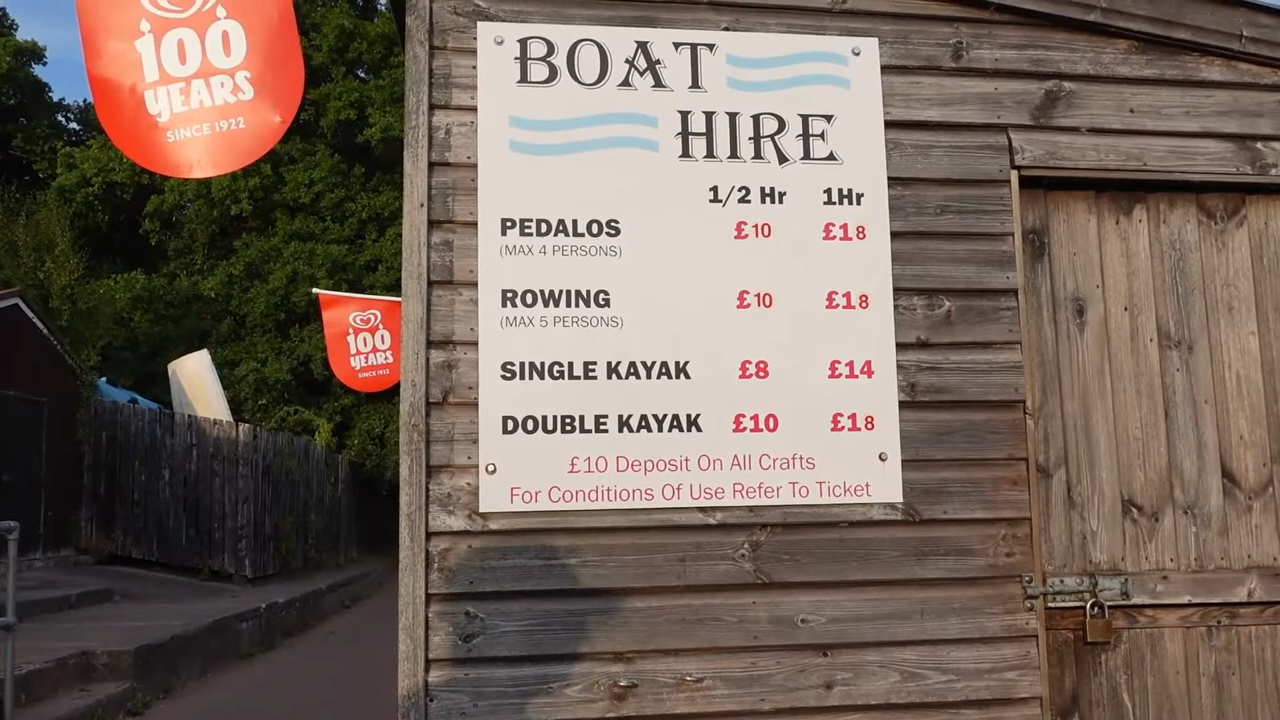 100
YEARS
SINCE 1922
100
YEARS
SINCE 1922
BOAT
HIRE
1/2 Hr 1Hr
PEDALOS £10 £18
(MAX 4 PERSONS)
ROWING £10 £18
(MAX 5 PERSONS)
SINGLE KAYAK £8 £14
DOUBLE KAYAK £10 £18
£10 Deposit On All Crafts
For Conditions Of Use Refer To Ticket